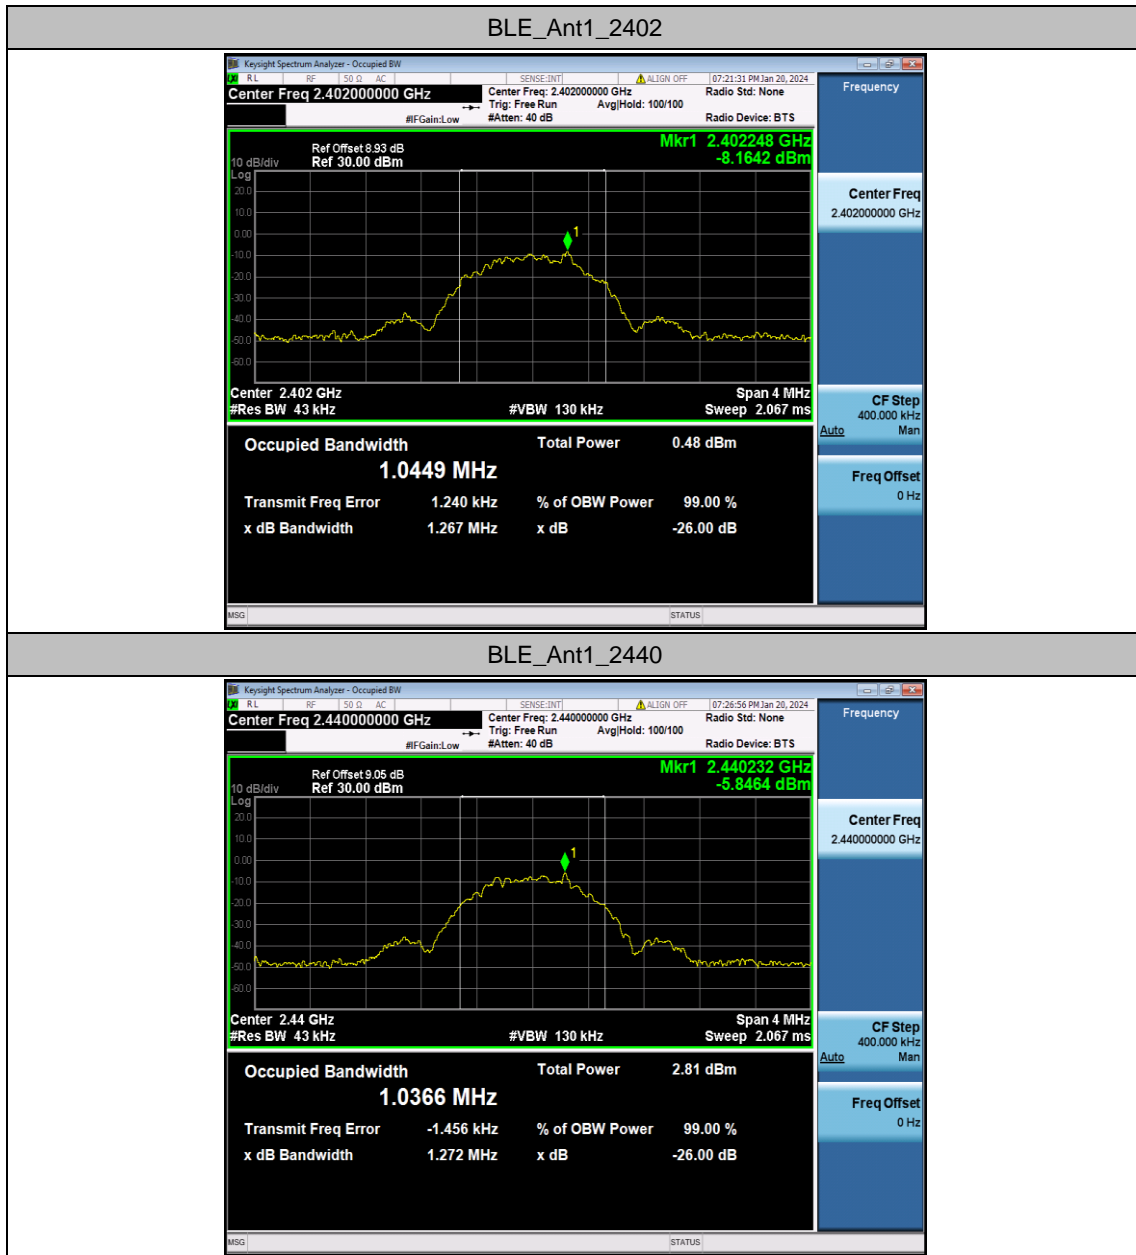 BLE_Ant1_2402
Keysight Spectrum Analyzer - Occupied BW
LXI RL RF 50 Ω AC SENSE:INT ALIGN OFF 07:21:31 PM Jan 20, 2024
Center Freq 2.402000000 GHz
Center Freq: 2.402000000 GHz Radio Std: None
Trig: Free Run Avg|Hold: 100/100
#IFGain:Low #Atten: 40 dB Radio Device: BTS
Frequency
Mkr1 2.402248 GHz
-8.1642 dBm
Ref Offset 8.93 dB
10 dB/div Ref 30.00 dBm
Log
20.0
10.0
0.00
-10.0
-20.0
-30.0
-40.0
-50.0
-60.0
1
Center 2.402 GHz Span 4 MHz
#Res BW 43 kHz #VBW 130 kHz Sweep 2.067 ms
Center Freq
2.402000000 GHz
CF Step
400.000 kHz
Auto Man
Freq Offset
0 Hz
Occupied Bandwidth Total Power 0.48 dBm
1.0449 MHz
Transmit Freq Error 1.240 kHz % of OBW Power 99.00 %
x dB Bandwidth 1.267 MHz x dB -26.00 dB
MSG STATUS
BLE_Ant1_2440
Keysight Spectrum Analyzer - Occupied BW
LXI RL RF 50 Ω AC SENSE:INT ALIGN OFF 07:26:56 PM Jan 20, 2024
Center Freq 2.440000000 GHz
Center Freq: 2.440000000 GHz Radio Std: None
Trig: Free Run Avg|Hold: 100/100
#IFGain:Low #Atten: 40 dB Radio Device: BTS
Frequency
Mkr1 2.440232 GHz
-5.8464 dBm
Ref Offset 9.05 dB
10 dB/div Ref 30.00 dBm
Log
20.0
10.0
0.00
-10.0
-20.0
-30.0
-40.0
-50.0
-60.0
1
Center 2.44 GHz Span 4 MHz
#Res BW 43 kHz #VBW 130 kHz Sweep 2.067 ms
Center Freq
2.440000000 GHz
CF Step
400.000 kHz
Auto Man
Freq Offset
0 Hz
Occupied Bandwidth Total Power 2.81 dBm
1.0366 MHz
Transmit Freq Error -1.456 kHz % of OBW Power 99.00 %
x dB Bandwidth 1.272 MHz x dB -26.00 dB
MSG STATUS